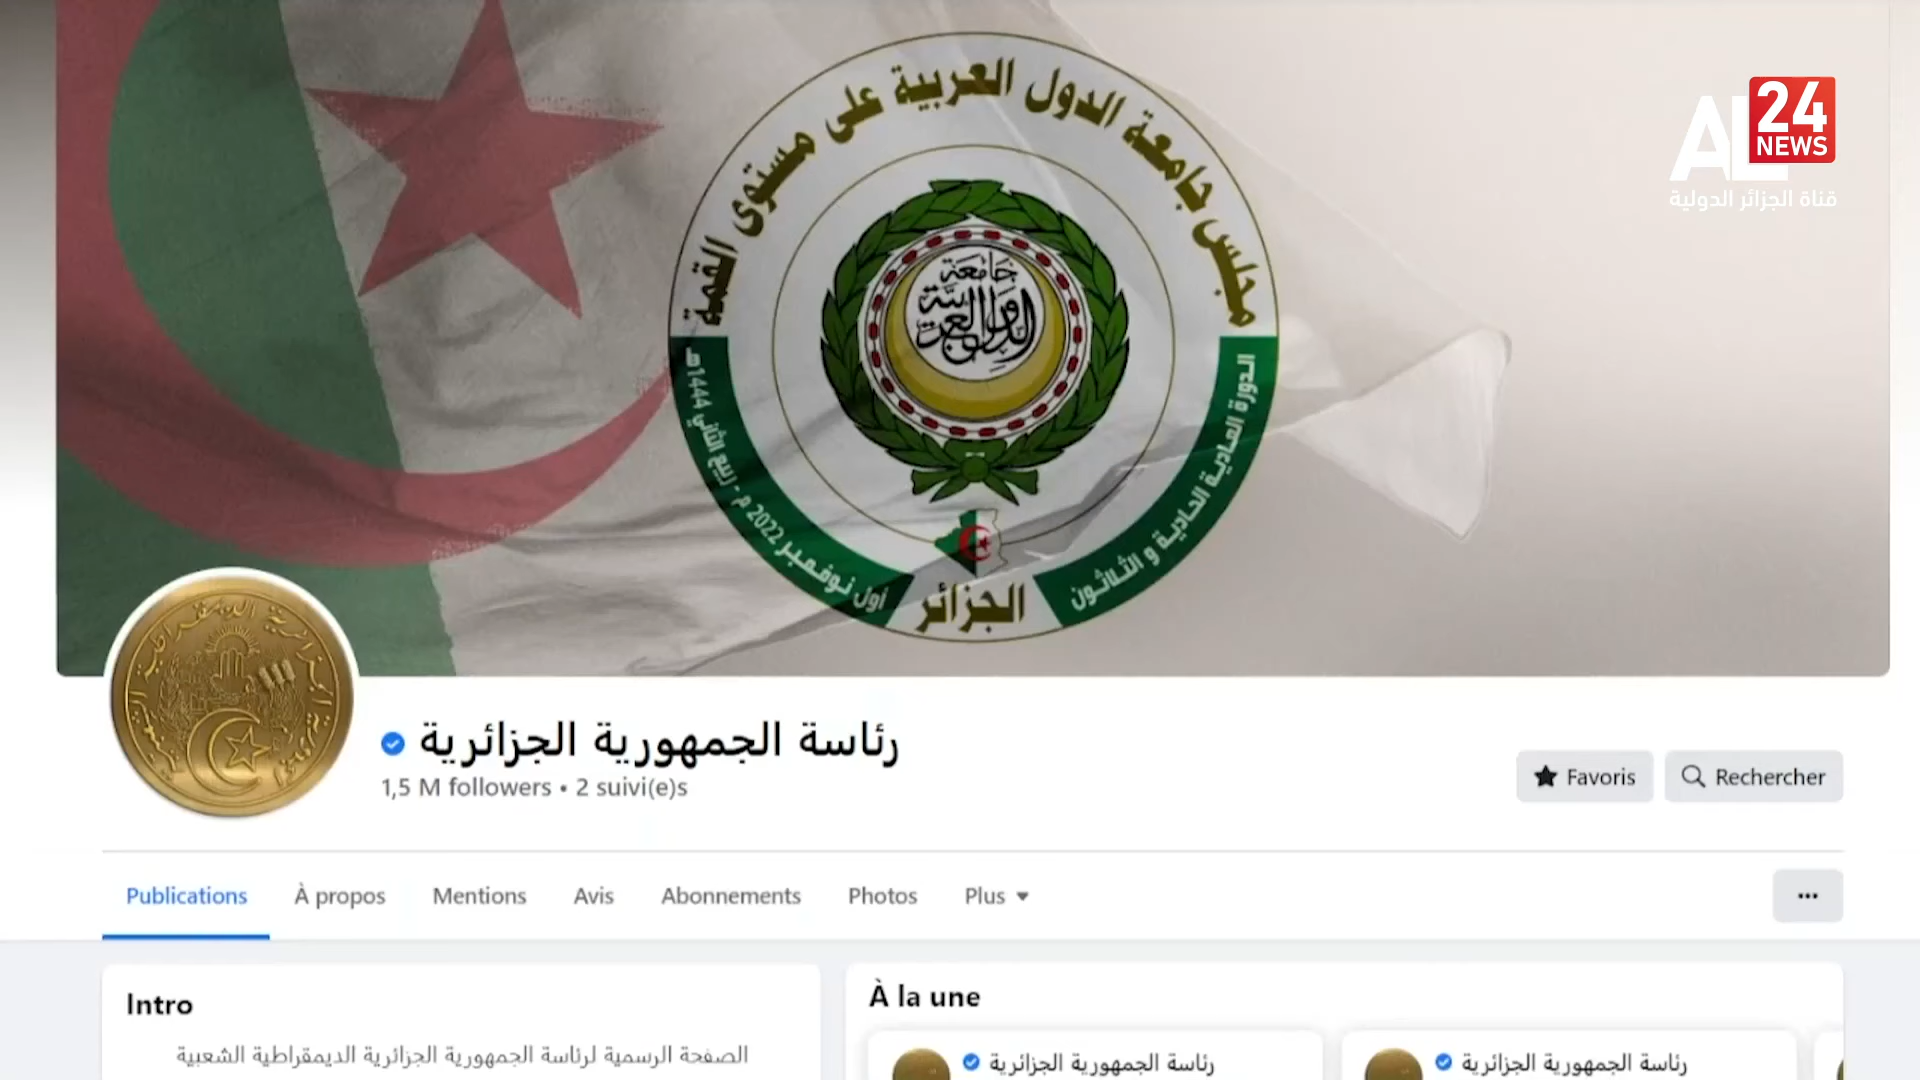 مجلس جامعة الدول العربية على مستوى القمة
جامعة
الدول العربية
الدورة العادية الحادية و الثلاثون
أول نوفمبر 2022 م - ربيع الثاني 1444هـ
الجزائر
AL
24
NEWS
قناة الجزائر الدولية
رئاسة الجمهورية الجزائرية
1,5 M followers • 2 suivi(e)s
Favoris
Rechercher
Publications
À propos
Mentions
Avis
Abonnements
Photos
Plus
Intro
الصفحة الرسمية لرئاسة الجمهورية الجزائرية الديمقراطية الشعبية
À la une
رئاسة الجمهورية الجزائرية
رئاسة الجمهورية الجزائرية